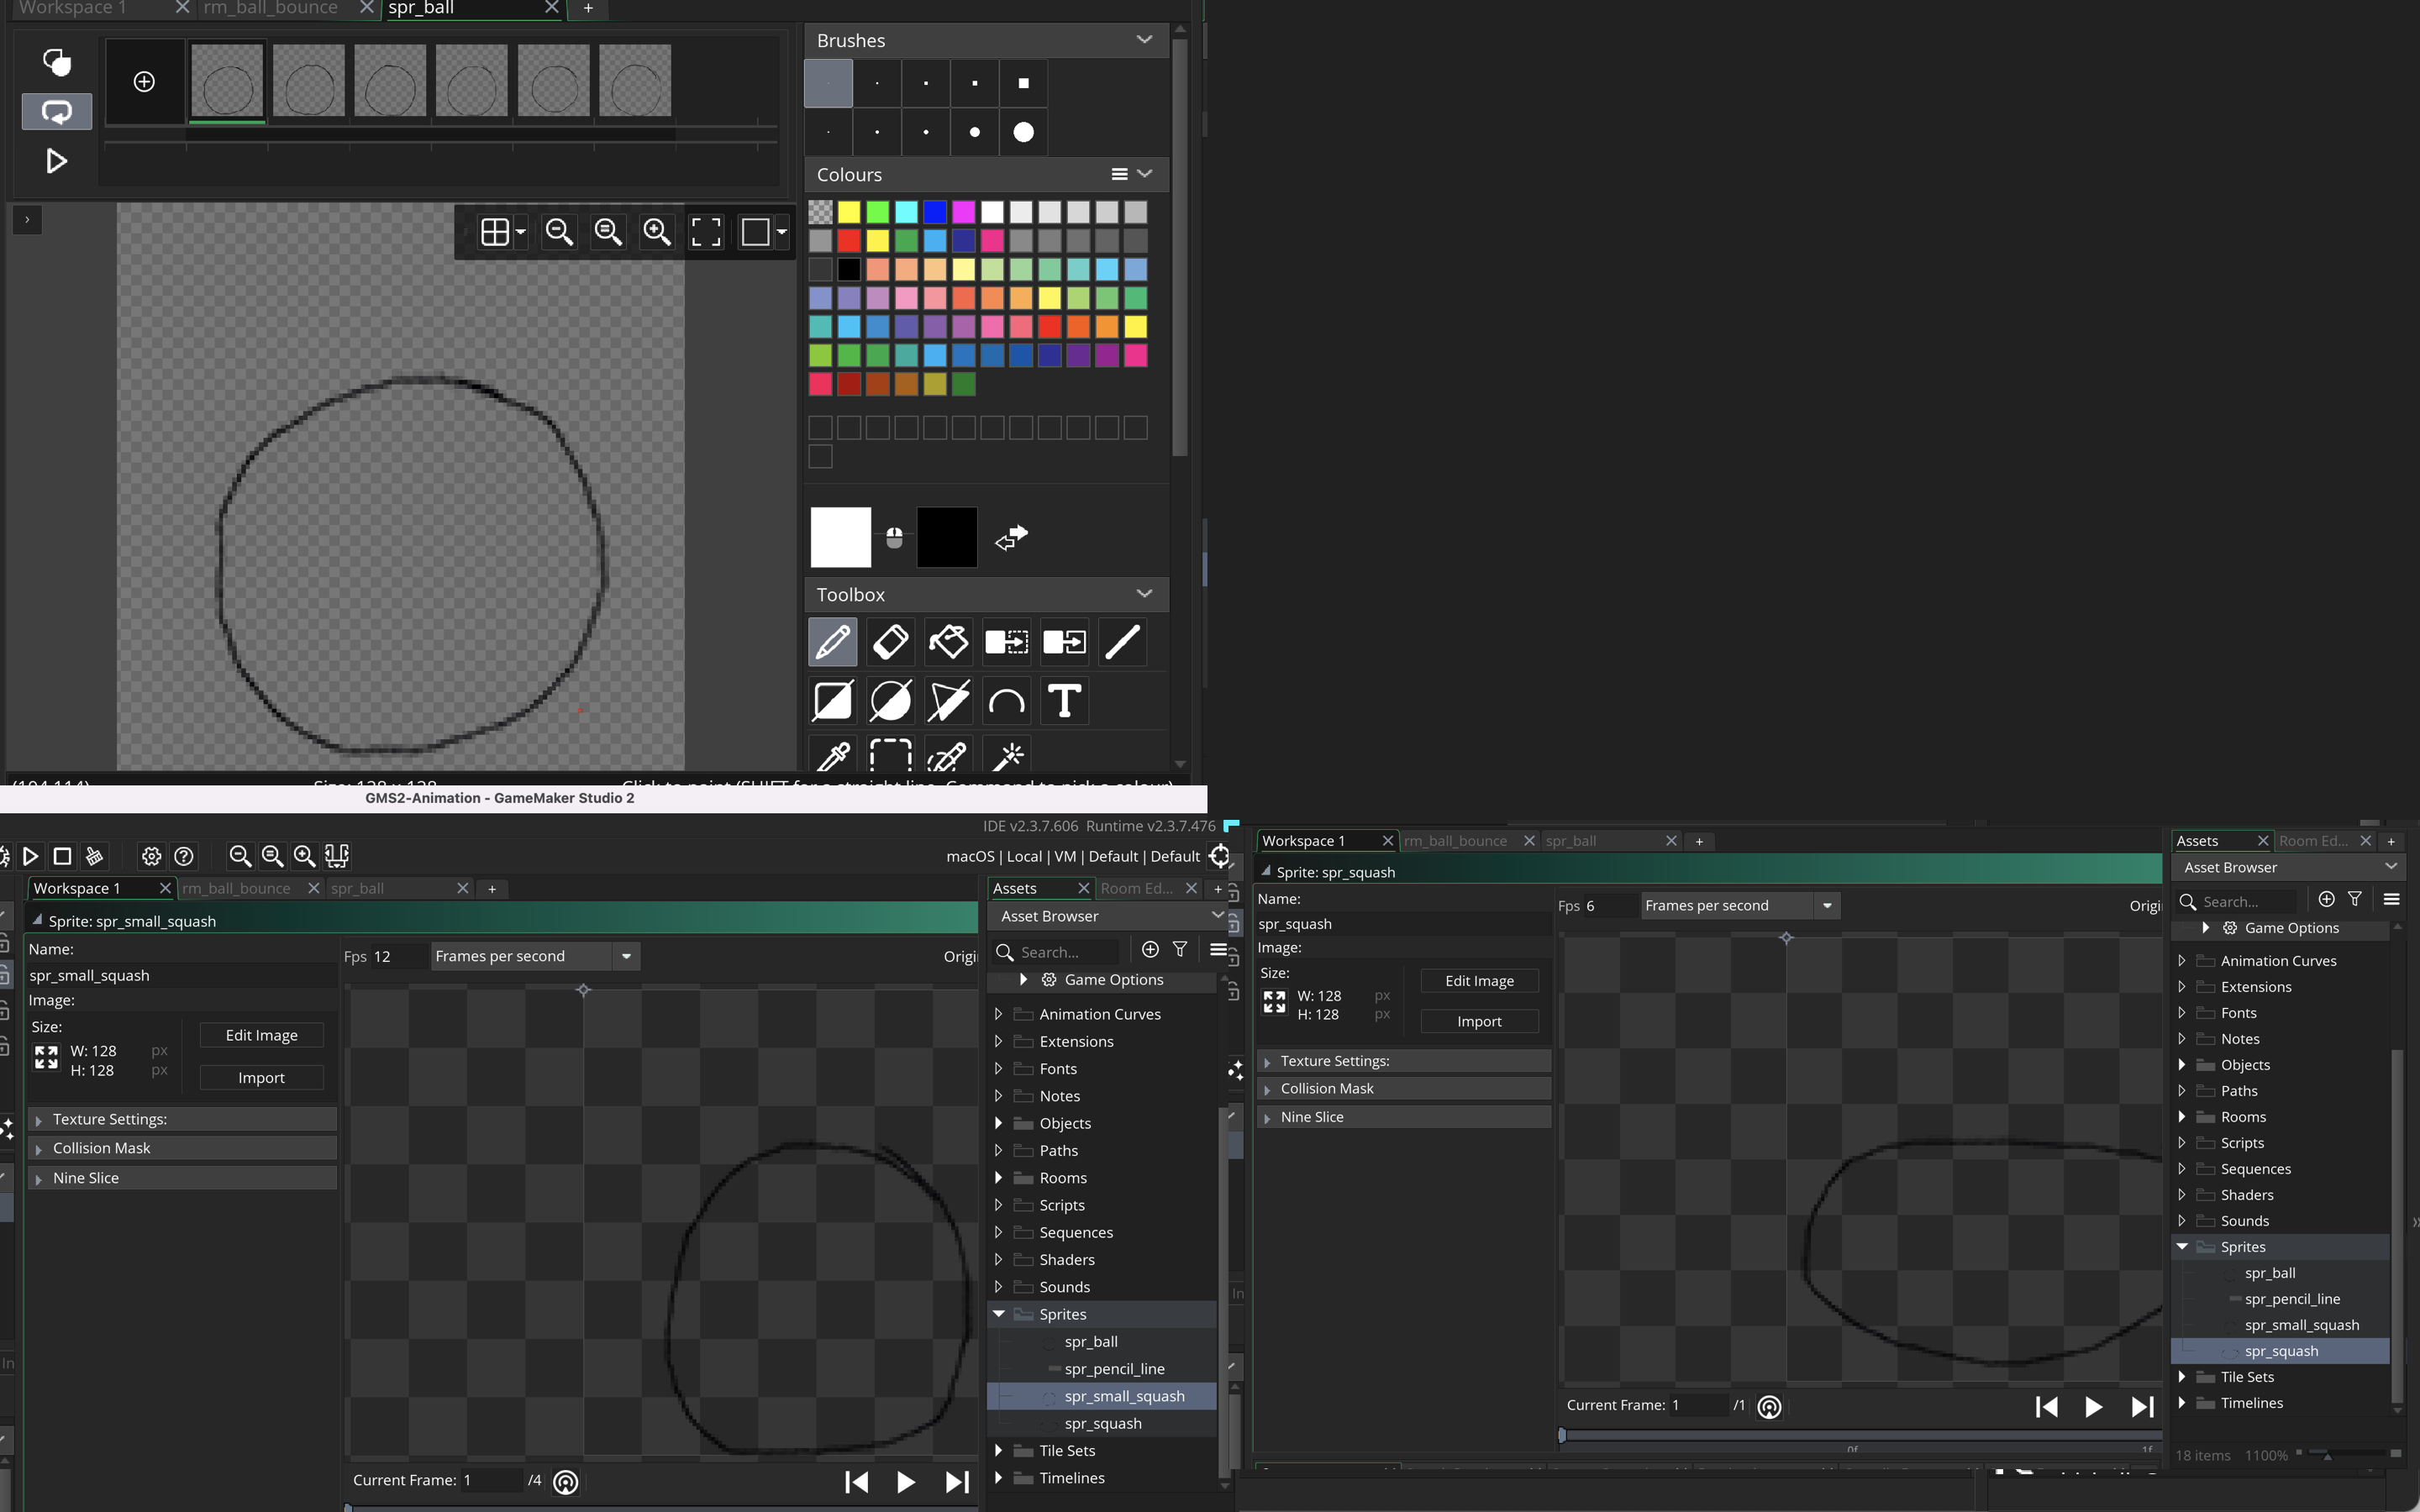 Workspace 1 rm_ball_bounce spr_ball +
Brushes
Colours
Toolbox
GMS2-Animation - GameMaker Studio 2
IDE v2.3.7.606 Runtime v2.3.7.476
macOS | Local | VM | Default | Default
Workspace 1 rm_ball_bounce spr_ball +
Sprite: spr_small_squash
Name:
spr_small_squash
Image:
Size:
W: 128 px
H: 128 px
Edit Image
Import
Texture Settings:
Collision Mask
Nine Slice
Fps 12 Frames per second
Current Frame: 1 /4
Assets Room Ed... +
Asset Browser
Search...
Game Options
Animation Curves
Extensions
Fonts
Notes
Objects
Paths
Rooms
Scripts
Sequences
Shaders
Sounds
Sprites
spr_ball
spr_pencil_line
spr_small_squash
spr_squash
Tile Sets
Timelines
Workspace 1 rm_ball_bounce spr_ball +
Sprite: spr_squash
Name:
spr_squash
Image:
Size:
W: 128 px
H: 128 px
Edit Image
Import
Texture Settings:
Collision Mask
Nine Slice
Fps 6 Frames per second
Current Frame: 1 /1
0f 1f
Assets Room Ed... +
Asset Browser
Search...
Game Options
Animation Curves
Extensions
Fonts
Notes
Objects
Paths
Rooms
Scripts
Sequences
Shaders
Sounds
Sprites
spr_ball
spr_pencil_line
spr_small_squash
spr_squash
Tile Sets
Timelines
18 items 1100%